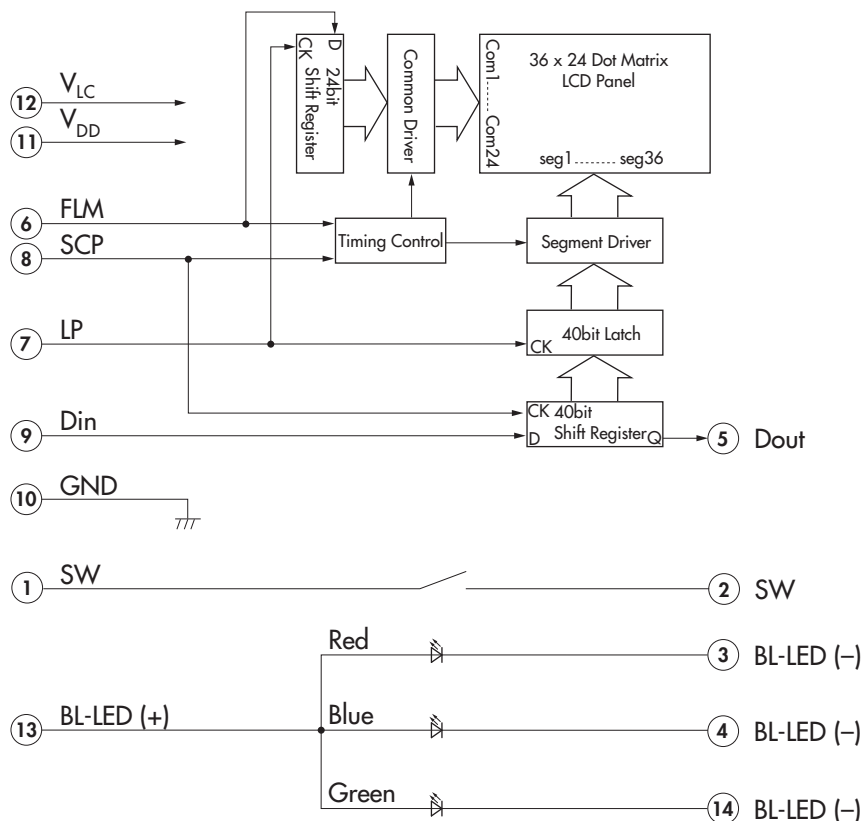 D
CK
24bit
Shift Register
Common Driver
Com1........Com24
36 x 24 Dot Matrix
LCD Panel
seg1.........seg36
12 VLC
11 VDD
6 FLM
Timing Control
Segment Driver
8 SCP
7 LP
40bit Latch
CK
9 Din
CK 40bit
D Shift Register Q
5 Dout
10 GND
1 SW
2 SW
Red
3 BL-LED (–)
13 BL-LED (+)
Blue
4 BL-LED (–)
Green
14 BL-LED (–)